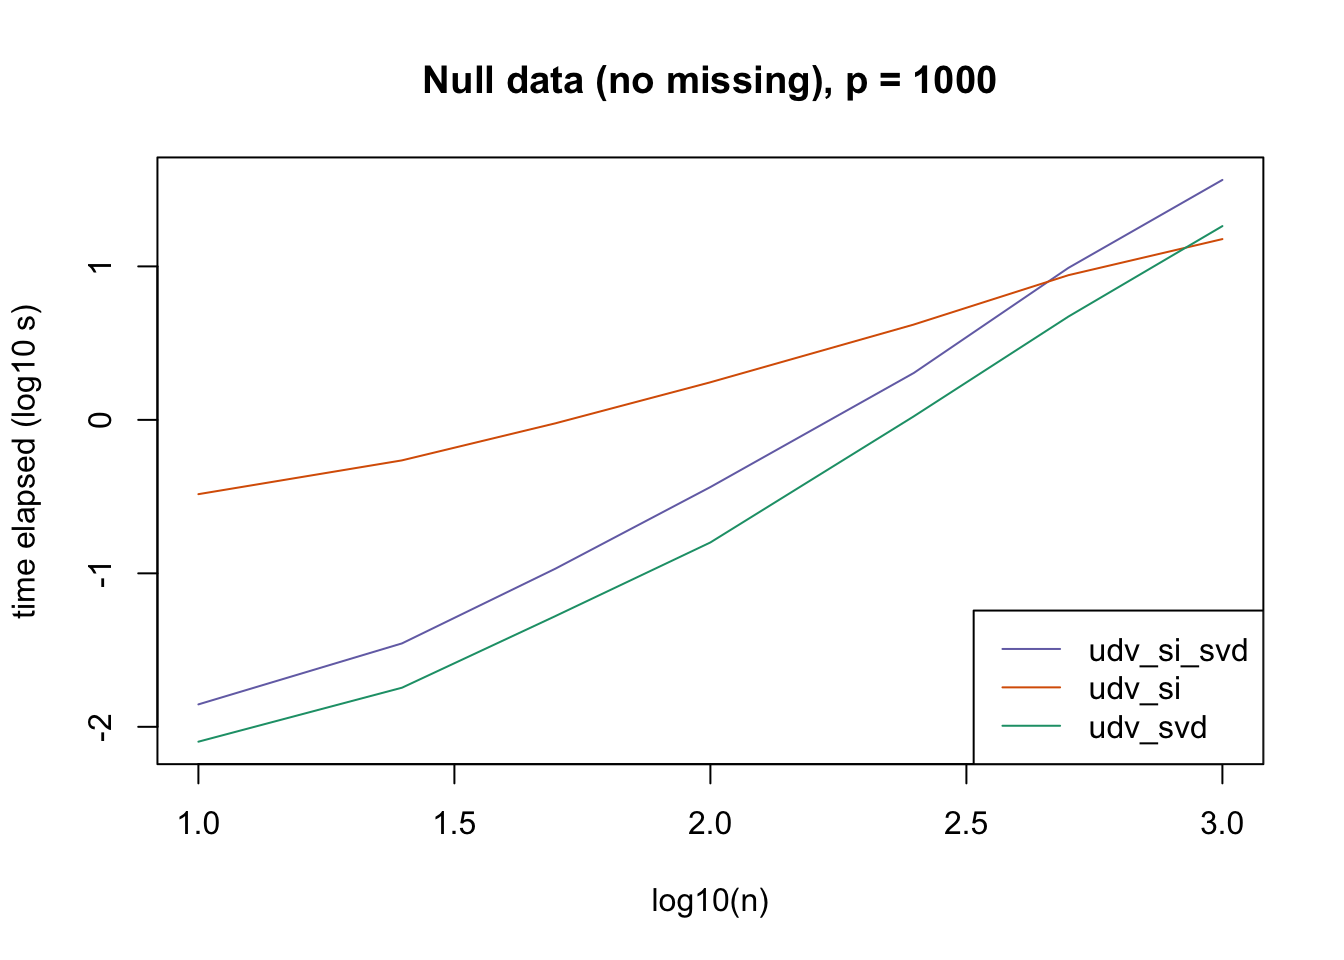 Null data (no missing), p = 1000
time elapsed (log10 s)
1
0
-1
-2
udv_si_svd
udv_si
udv_svd
1.0 1.5 2.0 2.5 3.0
log10(n)